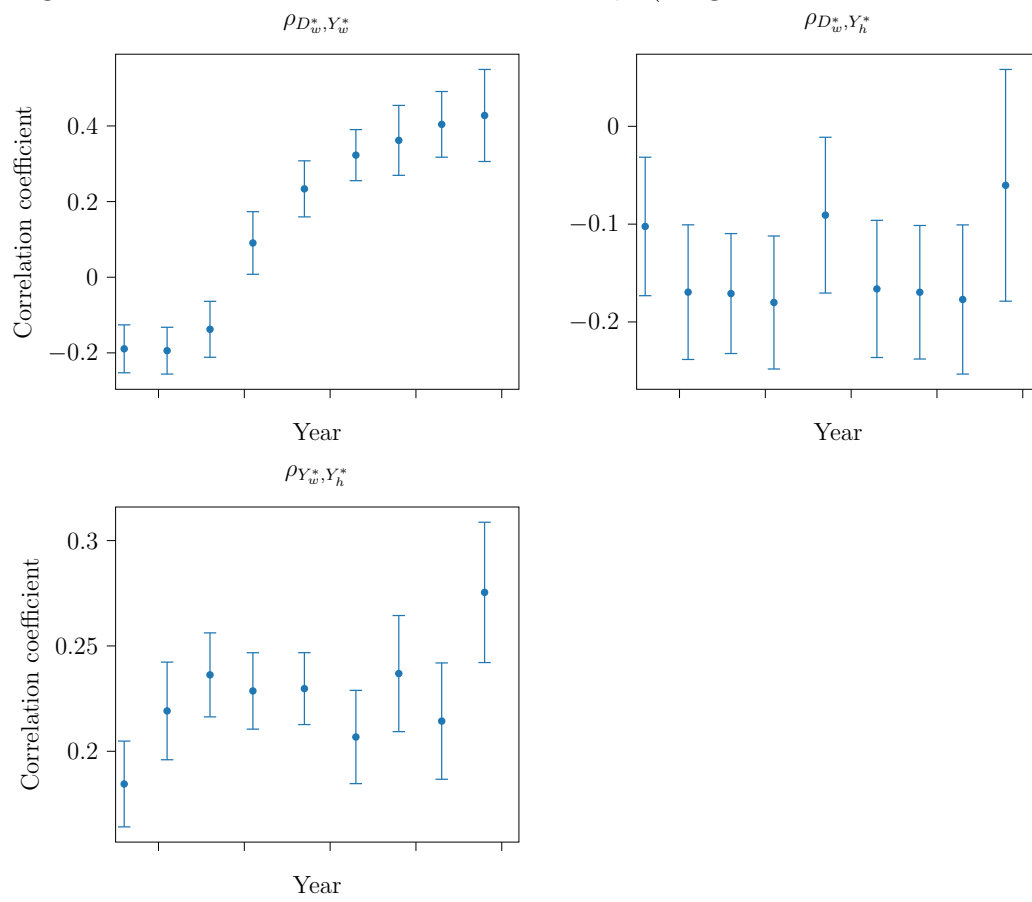 ρ_{D_w^*,Y_w^*}
Correlation coefficient
0.4
0.2
0
−0.2
Year
ρ_{D_w^*,Y_h^*}
0
−0.1
−0.2
Year
ρ_{Y_w^*,Y_h^*}
Correlation coefficient
0.3
0.25
0.2
Year